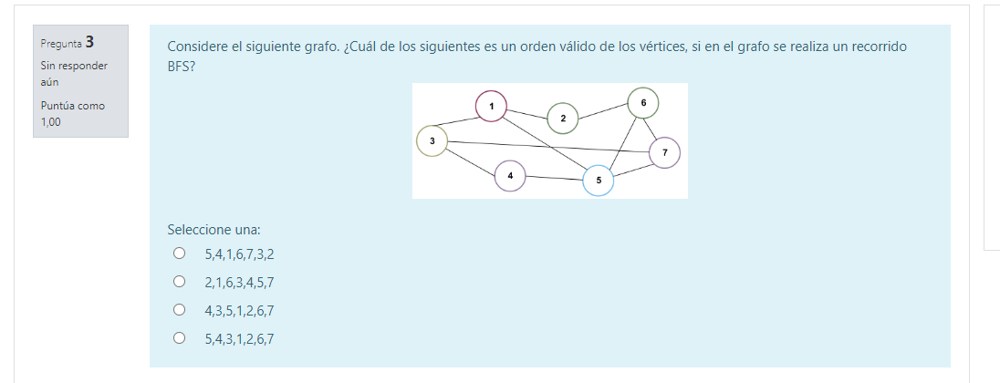 Pregunta 3
Sin responder
aún
Puntúa como
1,00
Considere el siguiente grafo. ¿Cuál de los siguientes es un orden válido de los vértices, si en el grafo se realiza un recorrido
BFS?
1
2
6
3
7
4
5
Seleccione una:
5,4,1,6,7,3,2
2,1,6,3,4,5,7
4,3,5,1,2,6,7
5,4,3,1,2,6,7